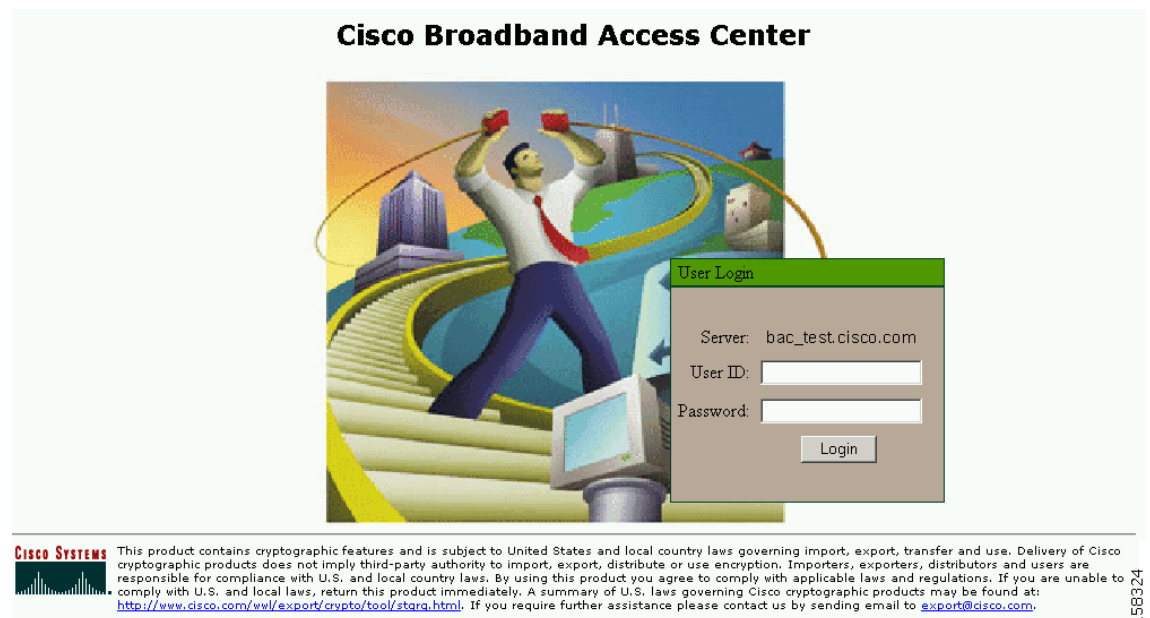 Cisco Broadband Access Center
User Login
Server: bac_test.cisco.com
User ID:
Password:
Login
CISCO SYSTEMS
This product contains cryptographic features and is subject to United States and local country laws governing import, export, transfer and use. Delivery of Cisco
cryptographic products does not imply third-party authority to import, export, distribute or use encryption. Importers, exporters, distributors and users are
responsible for compliance with U.S. and local country laws. By using this product you agree to comply with applicable laws and regulations. If you are unable to
comply with U.S. and local laws, return this product immediately. A summary of U.S. laws governing Cisco cryptographic products may be found at:
http://www.cisco.com/wwl/export/crypto/tool/stqrg.html. If you require further assistance please contact us by sending email to export@cisco.com.
158324